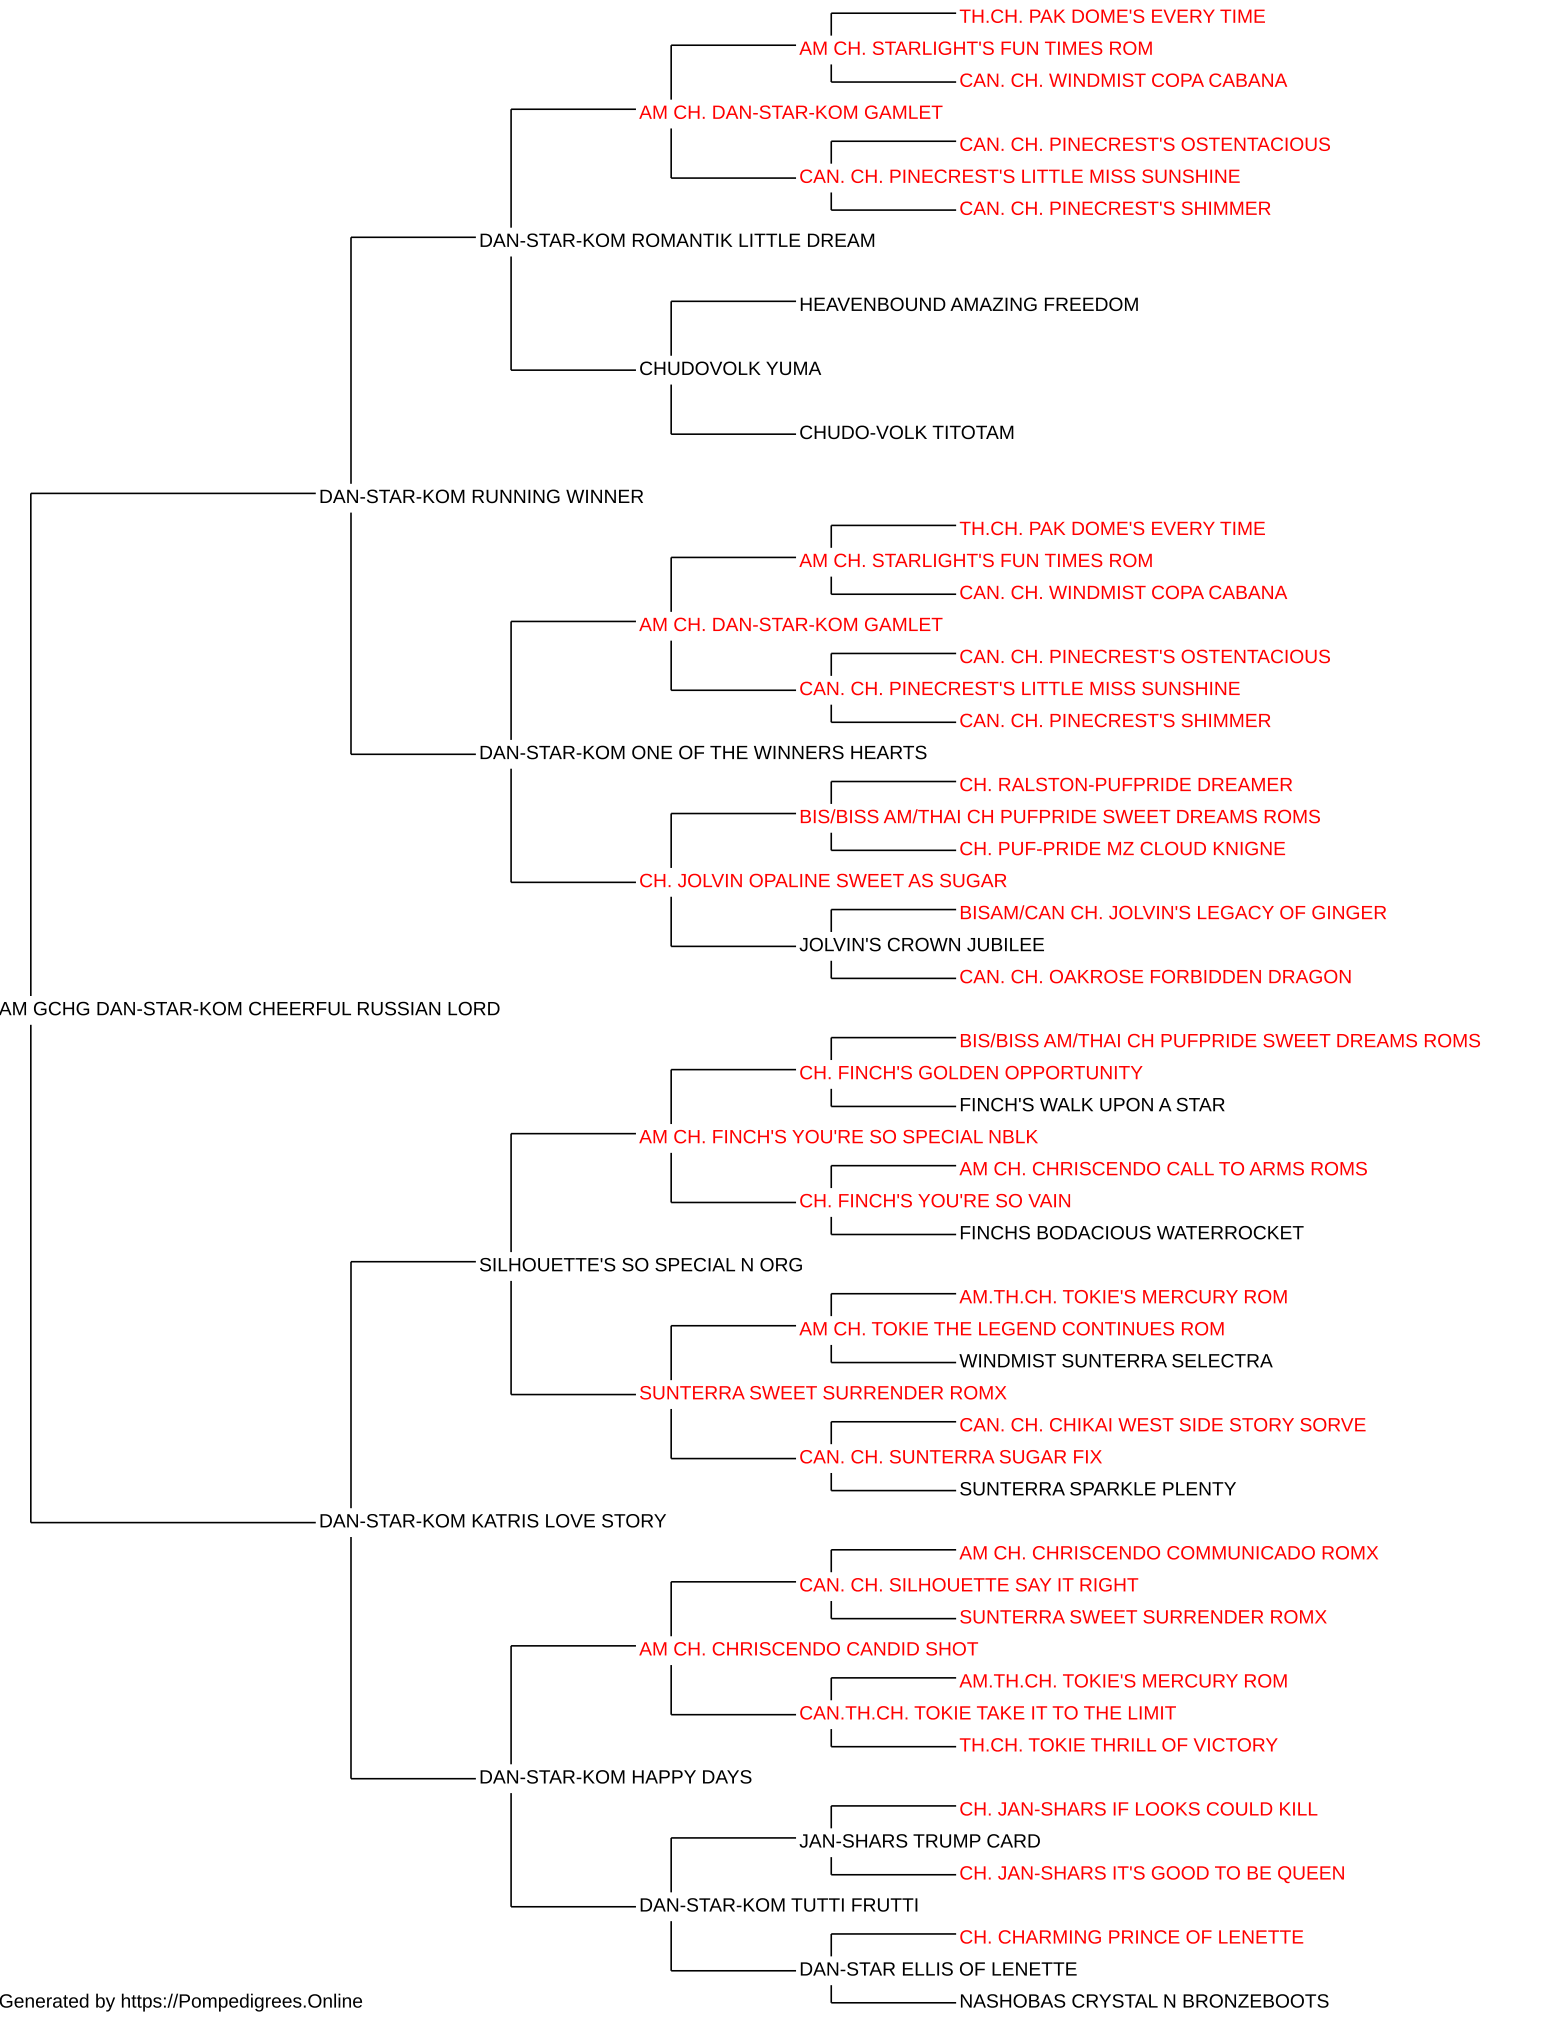 TH.CH. PAK DOME'S EVERY TIME
AM CH. STARLIGHT'S FUN TIMES ROM
CAN. CH. WINDMIST COPA CABANA
AM CH. DAN-STAR-KOM GAMLET
CAN. CH. PINECREST'S OSTENTACIOUS
CAN. CH. PINECREST'S LITTLE MISS SUNSHINE
CAN. CH. PINECREST'S SHIMMER
DAN-STAR-KOM ROMANTIK LITTLE DREAM
HEAVENBOUND AMAZING FREEDOM
CHUDOVOLK YUMA
CHUDO-VOLK TITOTAM
DAN-STAR-KOM RUNNING WINNER
TH.CH. PAK DOME'S EVERY TIME
AM CH. STARLIGHT'S FUN TIMES ROM
CAN. CH. WINDMIST COPA CABANA
AM CH. DAN-STAR-KOM GAMLET
CAN. CH. PINECREST'S OSTENTACIOUS
CAN. CH. PINECREST'S LITTLE MISS SUNSHINE
CAN. CH. PINECREST'S SHIMMER
DAN-STAR-KOM ONE OF THE WINNERS HEARTS
CH. RALSTON-PUFPRIDE DREAMER
BIS/BISS AM/THAI CH PUFPRIDE SWEET DREAMS ROMS
CH. PUF-PRIDE MZ CLOUD KNIGNE
CH. JOLVIN OPALINE SWEET AS SUGAR
BISAM/CAN CH. JOLVIN'S LEGACY OF GINGER
JOLVIN'S CROWN JUBILEE
CAN. CH. OAKROSE FORBIDDEN DRAGON
AM GCHG DAN-STAR-KOM CHEERFUL RUSSIAN LORD
BIS/BISS AM/THAI CH PUFPRIDE SWEET DREAMS ROMS
CH. FINCH'S GOLDEN OPPORTUNITY
FINCH'S WALK UPON A STAR
AM CH. FINCH'S YOU'RE SO SPECIAL NBLK
AM CH. CHRISCENDO CALL TO ARMS ROMS
CH. FINCH'S YOU'RE SO VAIN
FINCHS BODACIOUS WATERROCKET
SILHOUETTE'S SO SPECIAL N ORG
AM.TH.CH. TOKIE'S MERCURY ROM
AM CH. TOKIE THE LEGEND CONTINUES ROM
WINDMIST SUNTERRA SELECTRA
SUNTERRA SWEET SURRENDER ROMX
CAN. CH. CHIKAI WEST SIDE STORY SORVE
CAN. CH. SUNTERRA SUGAR FIX
SUNTERRA SPARKLE PLENTY
DAN-STAR-KOM KATRIS LOVE STORY
AM CH. CHRISCENDO COMMUNICADO ROMX
CAN. CH. SILHOUETTE SAY IT RIGHT
SUNTERRA SWEET SURRENDER ROMX
AM CH. CHRISCENDO CANDID SHOT
AM.TH.CH. TOKIE'S MERCURY ROM
CAN.TH.CH. TOKIE TAKE IT TO THE LIMIT
TH.CH. TOKIE THRILL OF VICTORY
DAN-STAR-KOM HAPPY DAYS
CH. JAN-SHARS IF LOOKS COULD KILL
JAN-SHARS TRUMP CARD
CH. JAN-SHARS IT'S GOOD TO BE QUEEN
DAN-STAR-KOM TUTTI FRUTTI
CH. CHARMING PRINCE OF LENETTE
DAN-STAR ELLIS OF LENETTE
NASHOBAS CRYSTAL N BRONZEBOOTS
Generated by https://Pompedigrees.Online